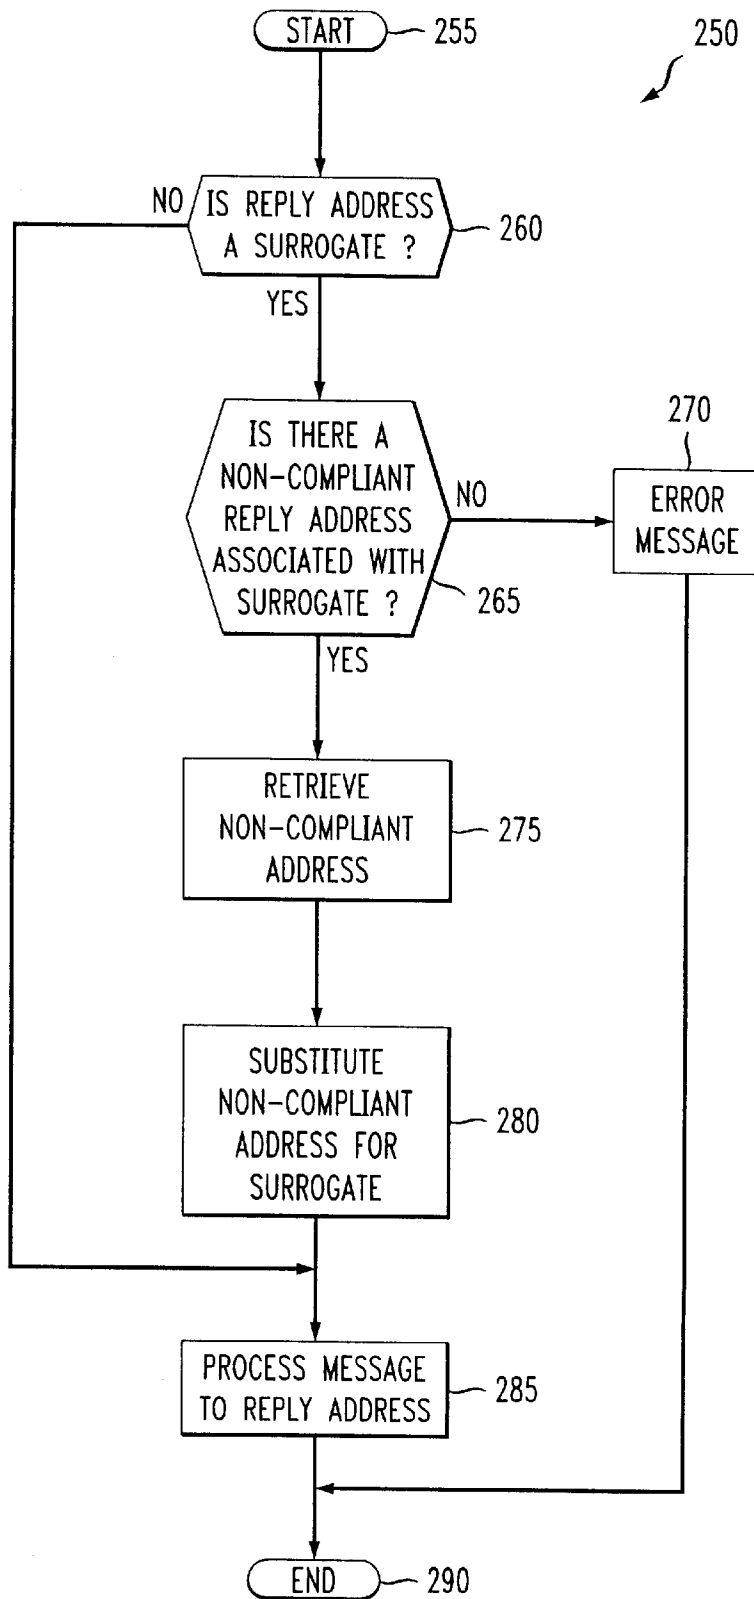 START
255
250
NO
IS REPLY ADDRESS
A SURROGATE ?
260
YES
IS THERE A
NON-COMPLIANT
REPLY ADDRESS
ASSOCIATED WITH
SURROGATE ?
265
NO
270
ERROR
MESSAGE
YES
RETRIEVE
NON-COMPLIANT
ADDRESS
275
SUBSTITUTE
NON-COMPLIANT
ADDRESS FOR
SURROGATE
280
PROCESS MESSAGE
TO REPLY ADDRESS
285
END
290